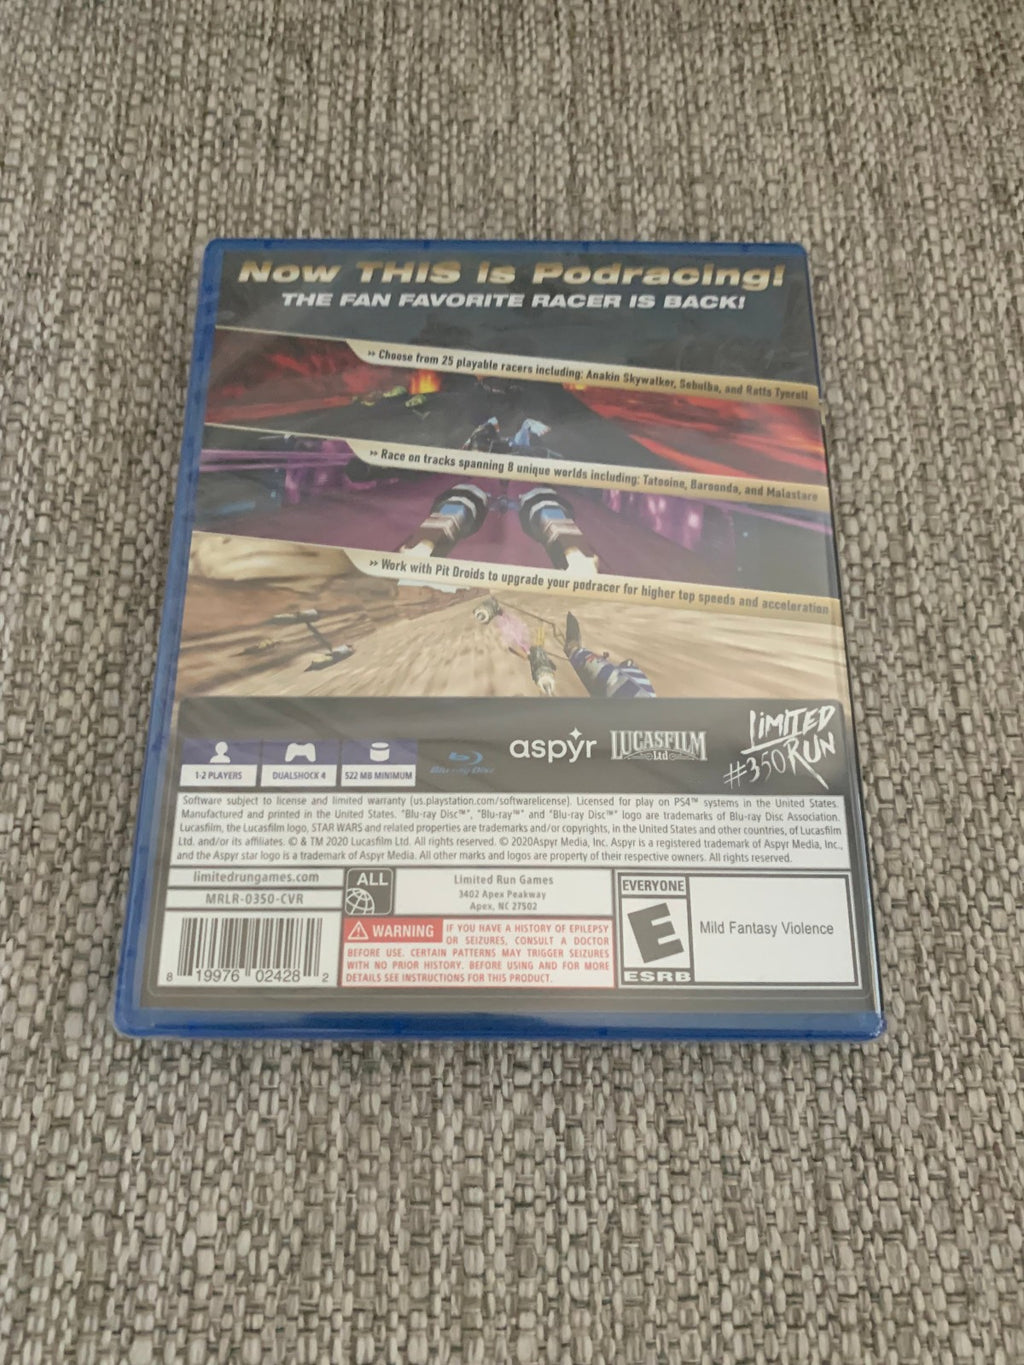 Now THIS is Podracing!
THE FAN FAVORITE RACER IS BACK!
» Choose from 25 playable racers including: Anakin Skywalker, Sebulba, and Ratts Tyerell
» Race on tracks spanning 8 unique worlds including: Tatooine, Baroonda, and Malastare
» Work with Pit Droids to upgrade your podracer for higher top speeds and acceleration
1-2 PLAYERS
DUALSHOCK 4
522 MB MINIMUM
Blu-ray Disc
aspyr
LUCASFILM
Ltd
LIMITED
RUN
#350
Software subject to license and limited warranty (us.playstation.com/softwarelicense). Licensed for play on PS4™ systems in the United States.
Manufactured and printed in the United States. "Blu-ray Disc™", "Blu-ray™" and "Blu-ray Disc™" logo are trademarks of Blu-ray Disc Association.
Lucasfilm, the Lucasfilm logo, STAR WARS and related properties are trademarks and/or copyrights, in the United States and other countries, of Lucasfilm
Ltd. and/or its affiliates. © & TM 2020 Lucasfilm Ltd. All rights reserved. © 2020Aspyr Media, Inc. Aspyr is a registered trademark of Aspyr Media, Inc.,
and the Aspyr star logo is a trademark of Aspyr Media. All other marks and logos are property of their respective owners. All rights reserved.
limitedrungames.com
MRLR-0350-CVR
8 19976 02428 2
ALL
Limited Run Games
3402 Apex Peakway
Apex, NC 27502
WARNING IF YOU HAVE A HISTORY OF EPILEPSY
OR SEIZURES, CONSULT A DOCTOR
BEFORE USE. CERTAIN PATTERNS MAY TRIGGER SEIZURES
WITH NO PRIOR HISTORY. BEFORE USING AND FOR MORE
DETAILS SEE INSTRUCTIONS FOR THIS PRODUCT.
EVERYONE
E
ESRB
Mild Fantasy Violence